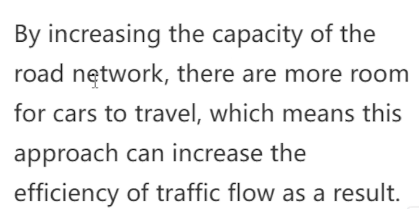 By increasing the capacity of the
road network, there are more room
for cars to travel, which means this
approach can increase the
efficiency of traffic flow as a result.